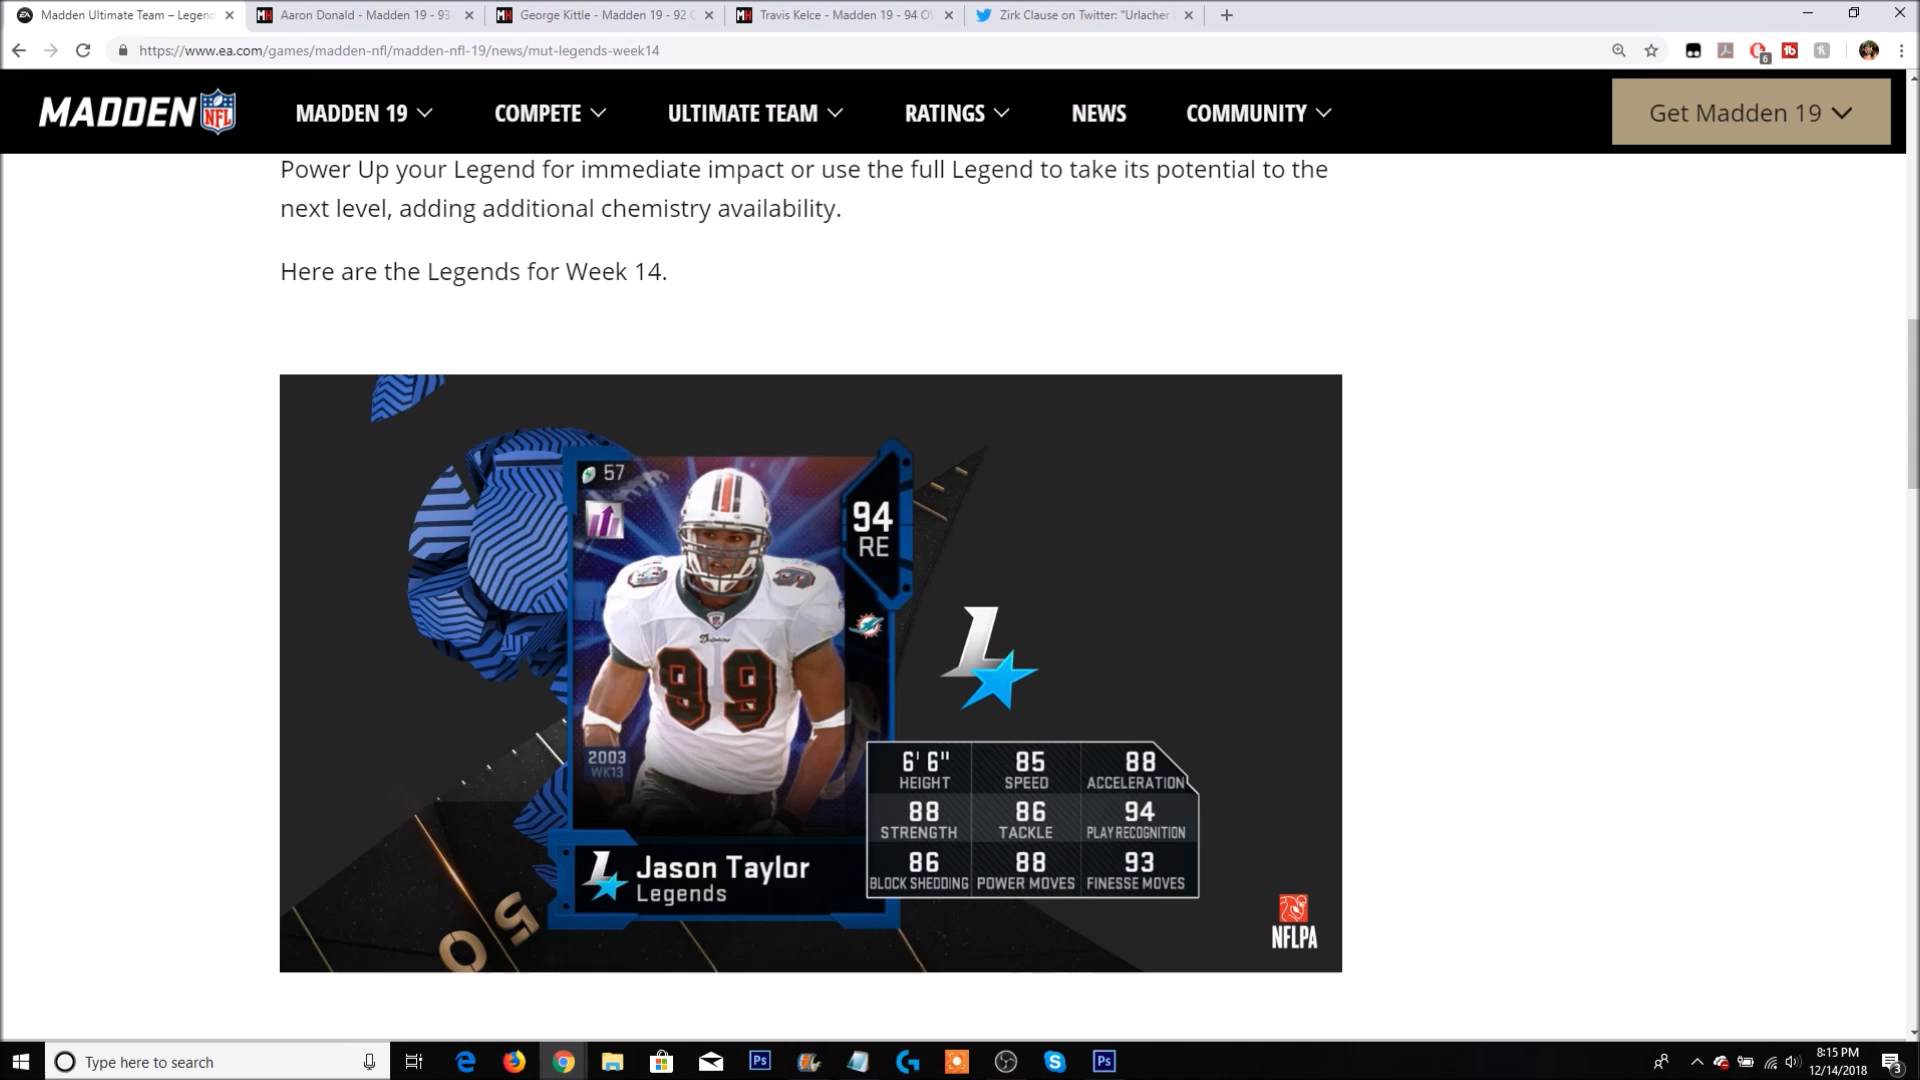 Madden Ultimate Team – Legend
Aaron Donald - Madden 19 - 93
George Kittle - Madden 19 - 92 O
Travis Kelce - Madden 19 - 94 OV
Zirk Clause on Twitter: "Urlacher
https://www.ea.com/games/madden-nfl/madden-nfl-19/news/mut-legends-week14
MADDEN NFL
MADDEN 19
COMPETE
ULTIMATE TEAM
RATINGS
NEWS
COMMUNITY
Get Madden 19
Power Up your Legend for immediate impact or use the full Legend to take its potential to the
next level, adding additional chemistry availability.
Here are the Legends for Week 14.
57
94
RE
99
2003
WK13
L
Jason Taylor
Legends
6' 6" 85 88
HEIGHT SPEED ACCELERATION
88 86 94
STRENGTH TACKLE PLAY RECOGNITION
86 88 93
BLOCK SHEDDING POWER MOVES FINESSE MOVES
50
NFLPA
Type here to search
8:15 PM
12/14/2018
3